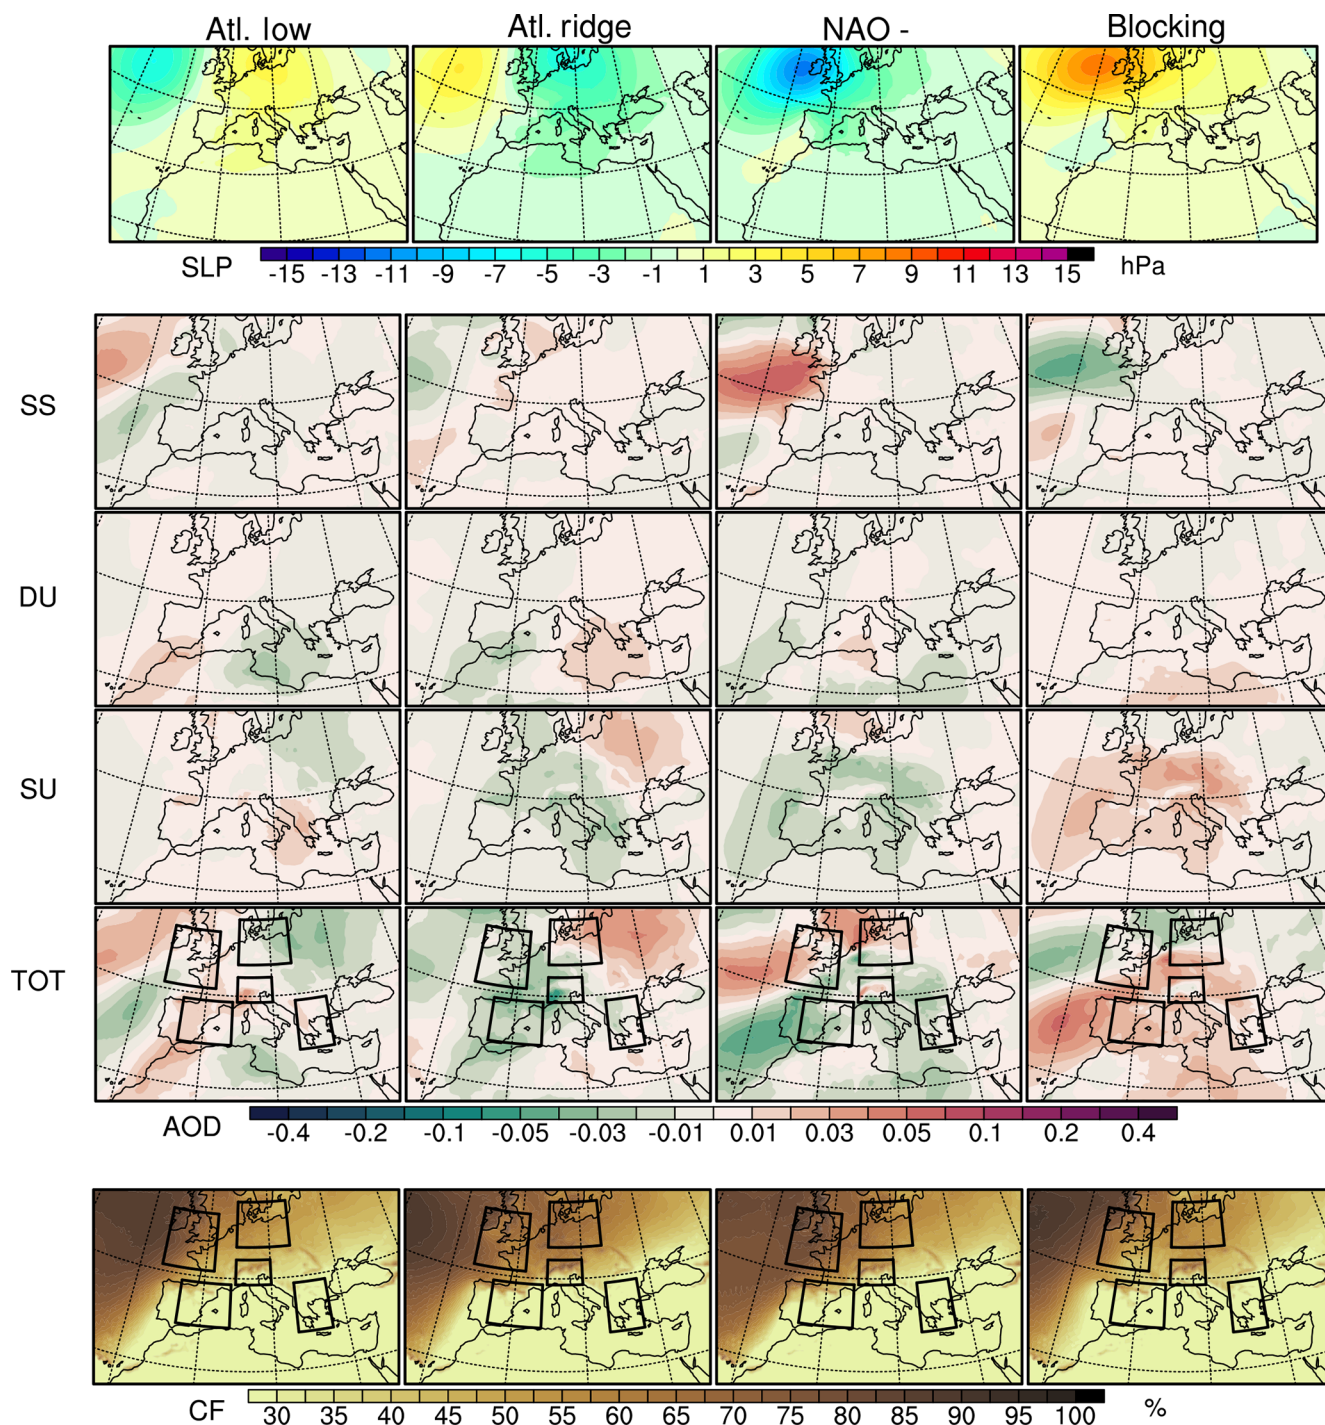 Atl. low Atl. ridge NAO - Blocking
SLP -15 -13 -11 -9 -7 -5 -3 -1 1 3 5 7 9 11 13 15 hPa
SS
DU
SU
TOT
AOD -0.4 -0.2 -0.1 -0.05 -0.03 -0.01 0.01 0.03 0.05 0.1 0.2 0.4
CF 30 35 40 45 50 55 60 65 70 75 80 85 90 95 100 %